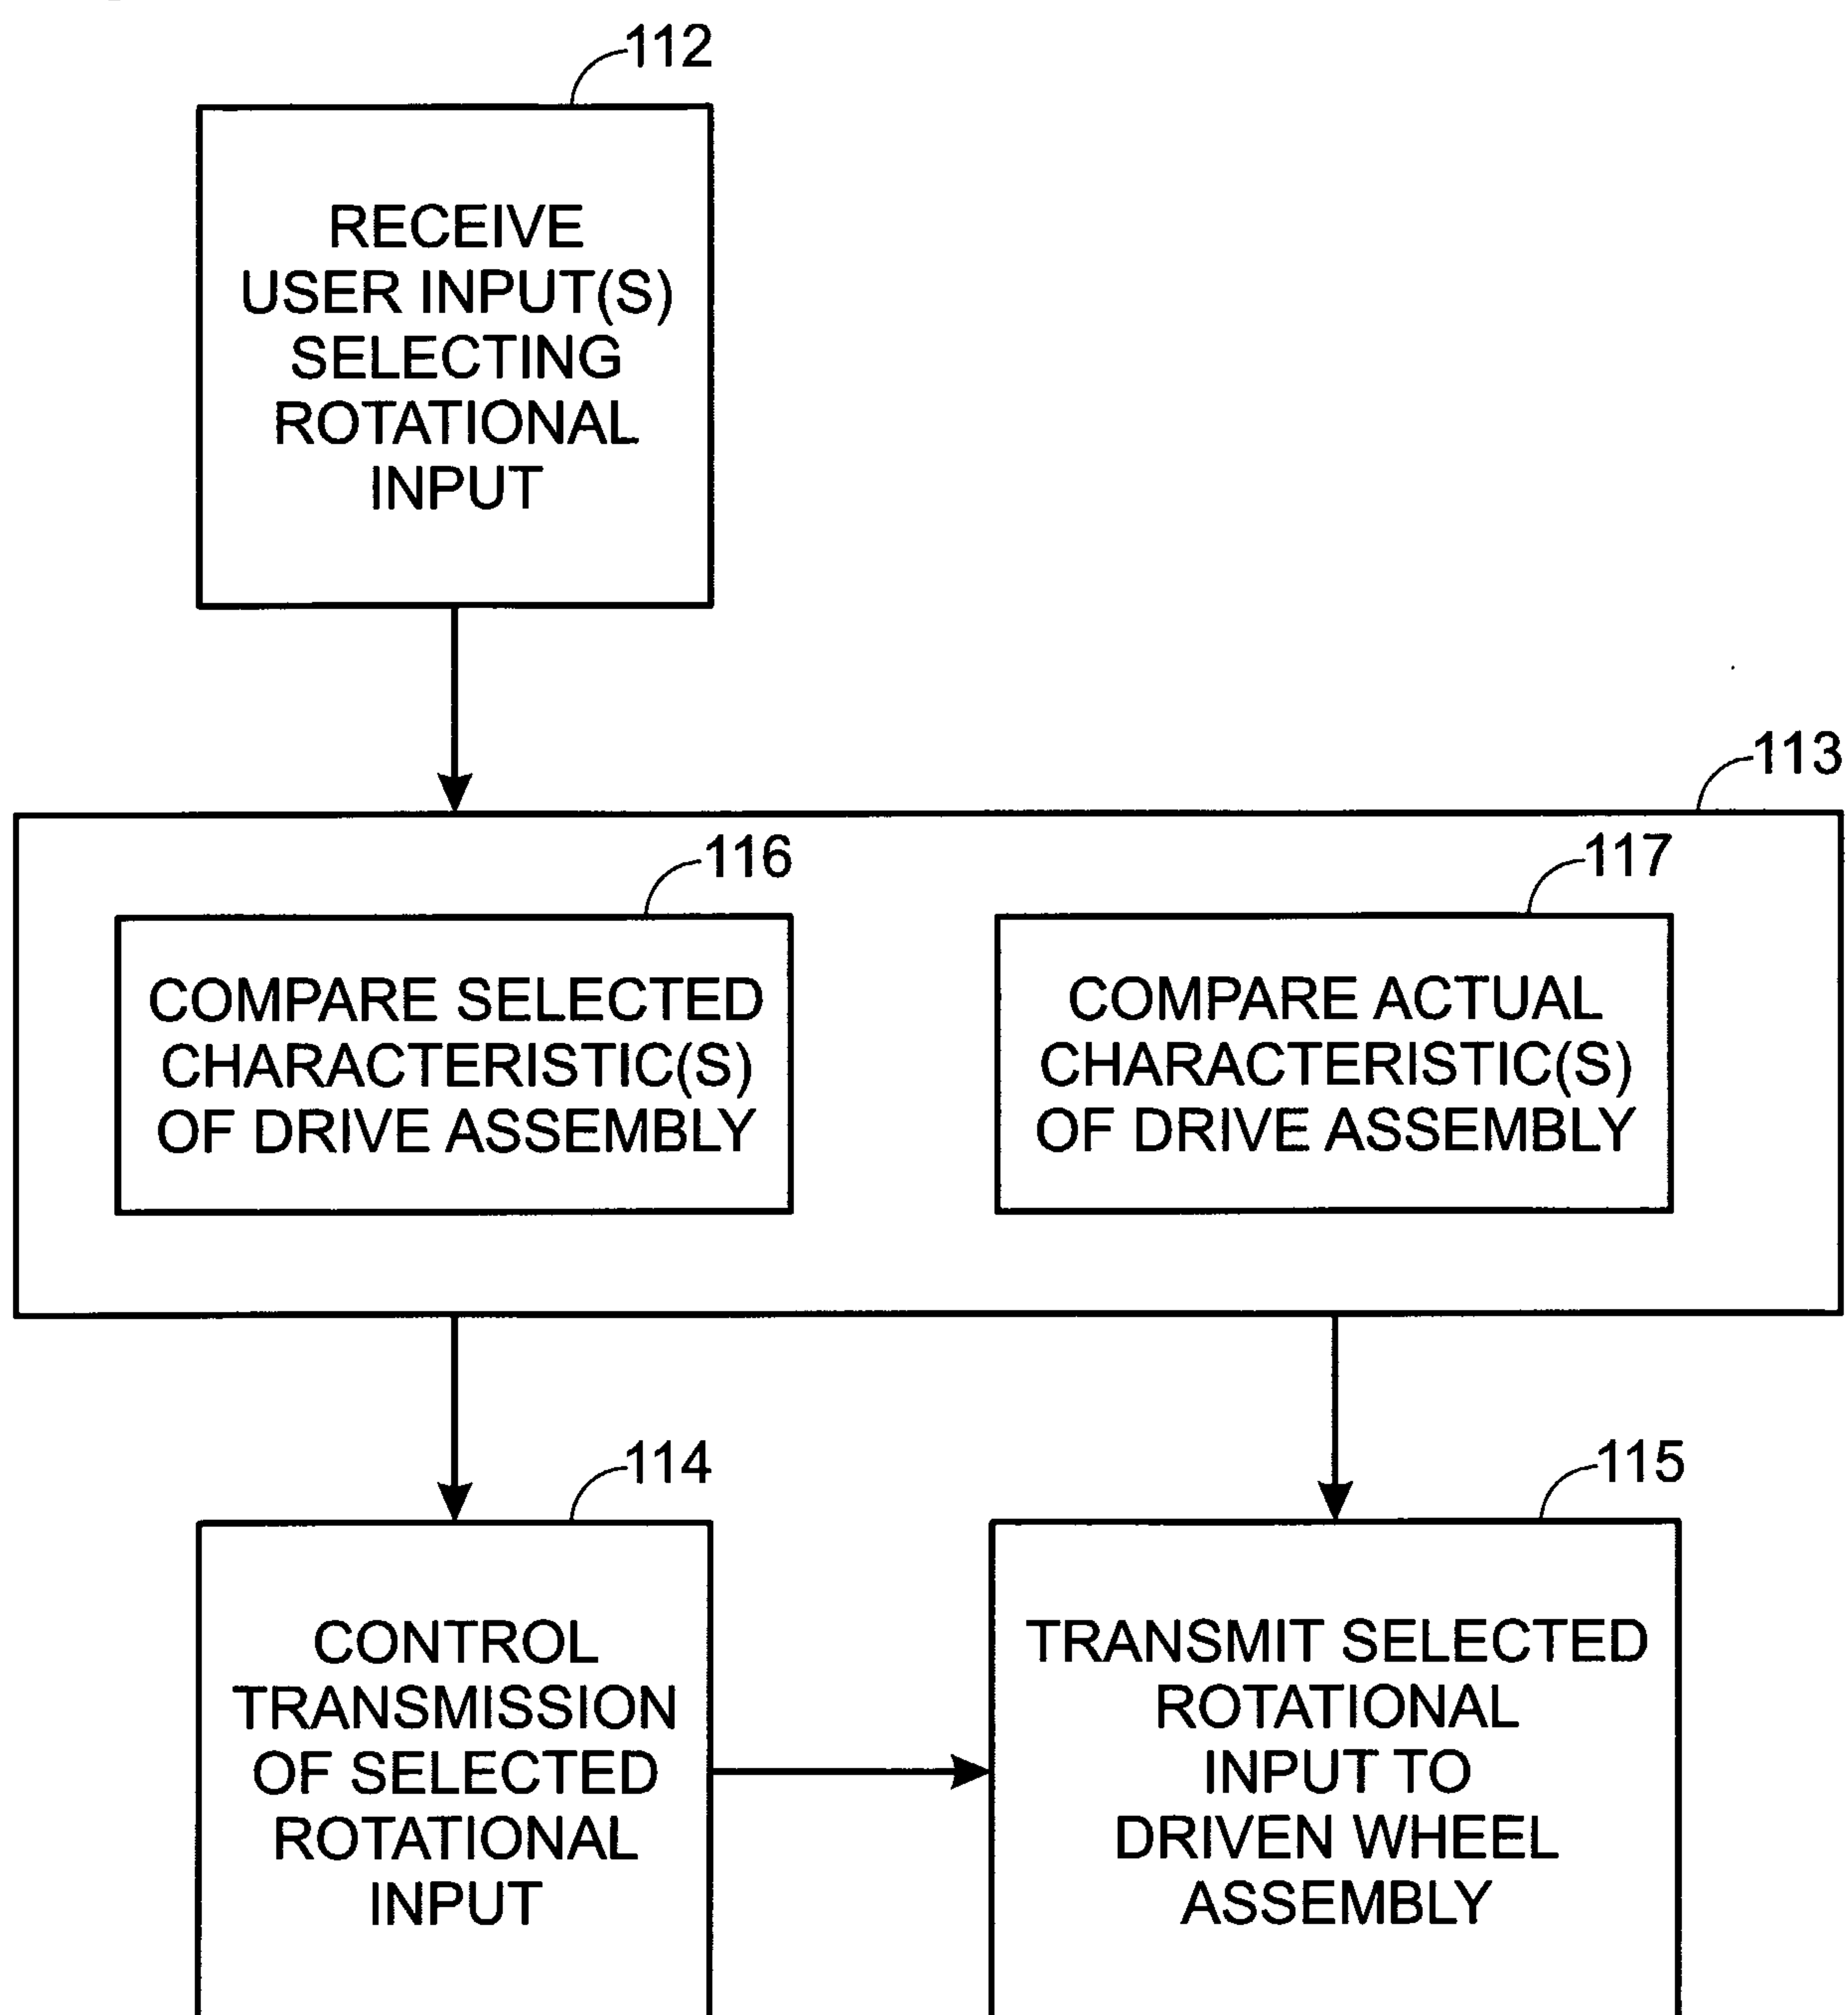 112
RECEIVE
USER INPUT(S)
SELECTING
ROTATIONAL
INPUT
113
116
COMPARE SELECTED
CHARACTERISTIC(S)
OF DRIVE ASSEMBLY
117
COMPARE ACTUAL
CHARACTERISTIC(S)
OF DRIVE ASSEMBLY
114
CONTROL
TRANSMISSION
OF SELECTED
ROTATIONAL
INPUT
115
TRANSMIT SELECTED
ROTATIONAL
INPUT TO
DRIVEN WHEEL
ASSEMBLY